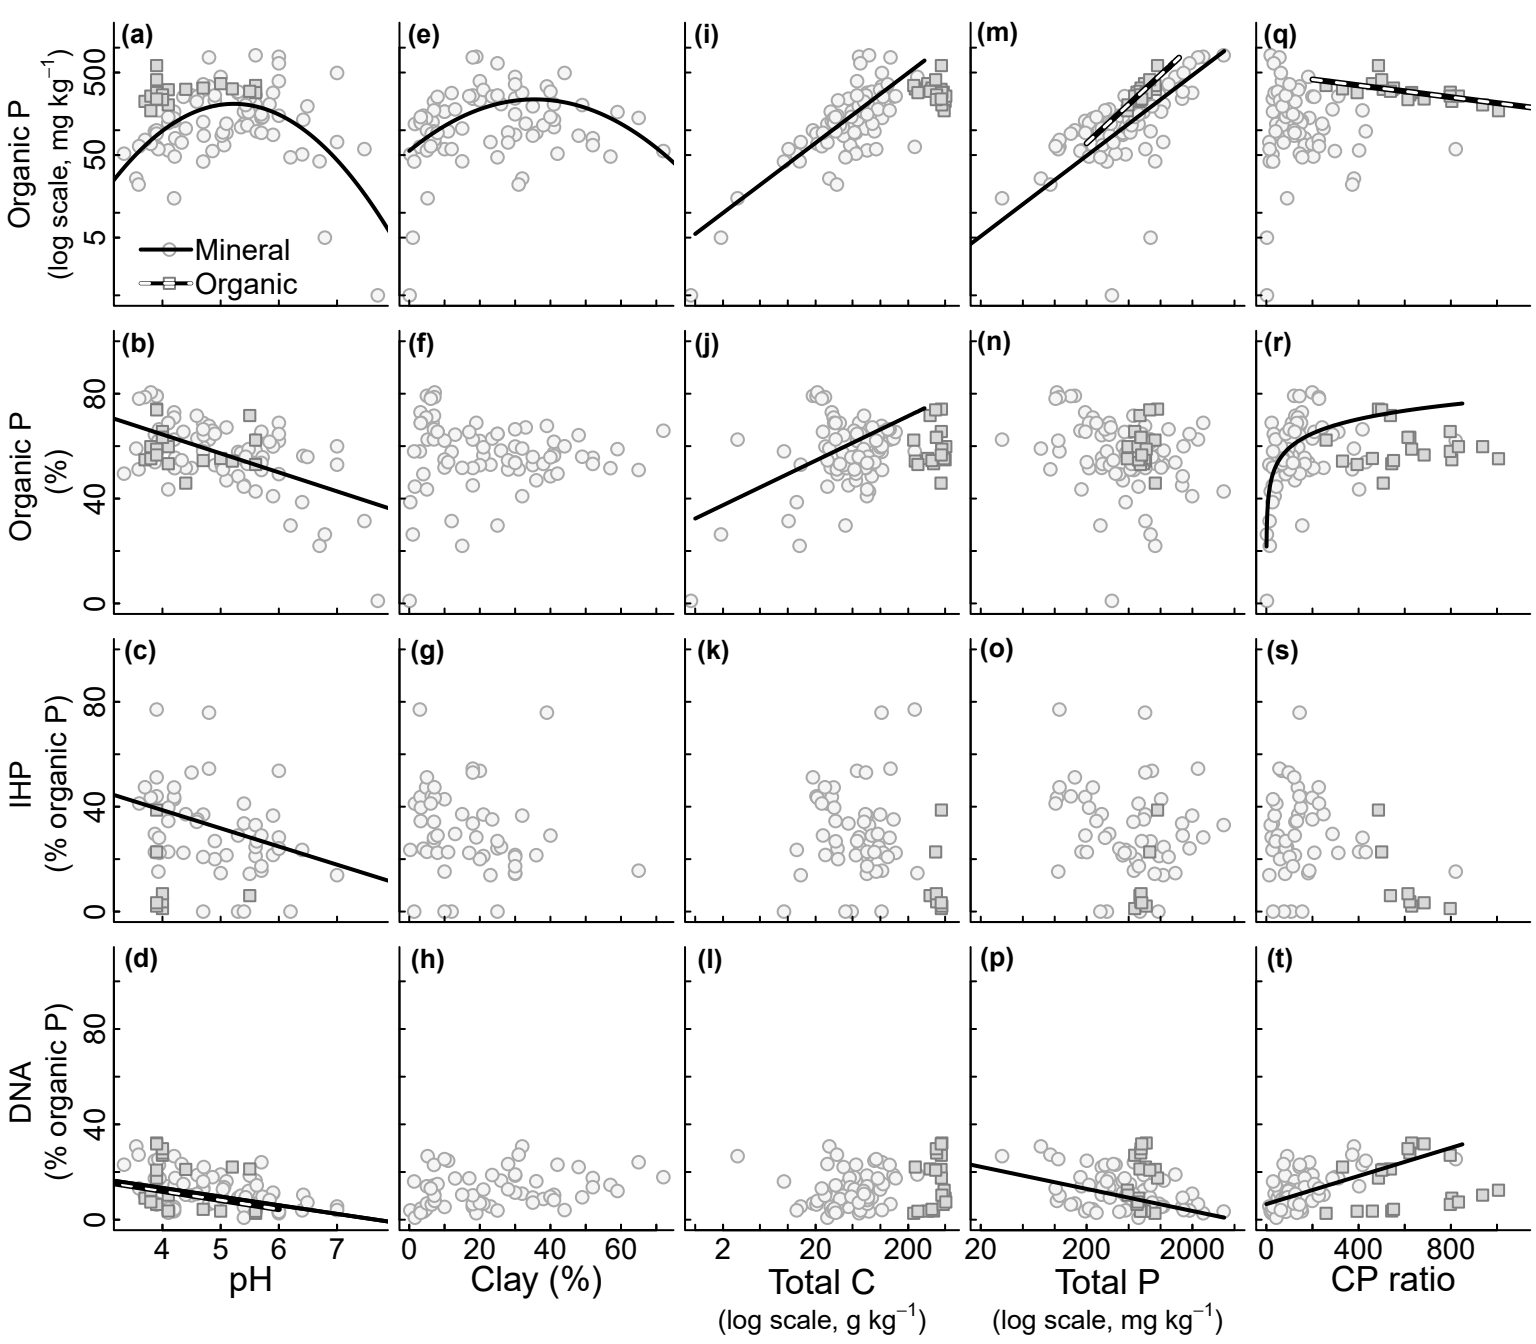 (a) (e) (i) (m) (q)
Organic P
(log scale, mg kg−1)
500
50
5
Mineral
Organic
(b) (f) (j) (n) (r)
Organic P
(%)
80
40
0
(c) (g) (k) (o) (s)
IHP
(% organic P)
80
40
0
(d) (h) (l) (p) (t)
DNA
(% organic P)
80
40
0
4 5 6 7 0 20 40 60 2 20 200 20 200 2000 0 400 800
pH Clay (%) Total C Total P CP ratio
(log scale, g kg−1) (log scale, mg kg−1)